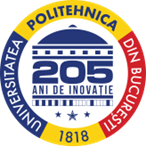 UNIVERSITATEA
POLITEHNICA
DIN BUCUREȘTI
205
ANI DE INOVAȚIE
1818